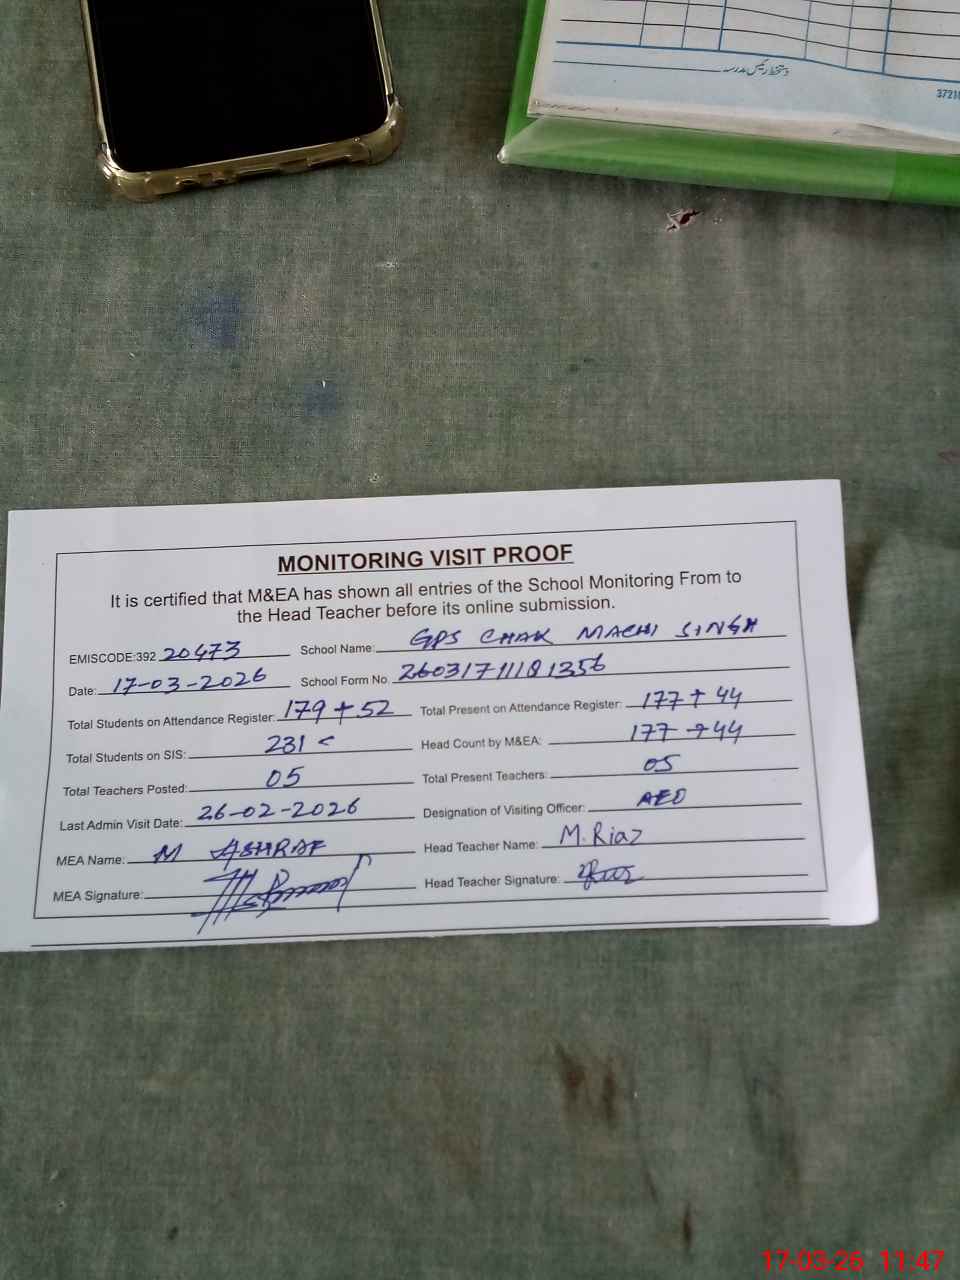 دستخط رئیس مدرسہ
3721
MONITORING VISIT PROOF
It is certified that M&EA has shown all entries of the School Monitoring From to
the Head Teacher before its online submission.
EMISCODE:392 20473 School Name: GPS CHAK MACHI SINGH
Date: 17-03-2026 School Form No.
Total Students on Attendance Register: 179 + 52 Total Present on Attendance Register: 177 + 44
Total Students on SIS: 231 Head Count by M&EA: 177 + 44
Total Teachers Posted: 05 Total Present Teachers: 05
Last Admin Visit Date: 26-02-2026 Designation of Visiting Officer: AEO
MEA Name: M ASHRAF Head Teacher Name: M. Riaz
MEA Signature: Head Teacher Signature:
17-03-26 11:47